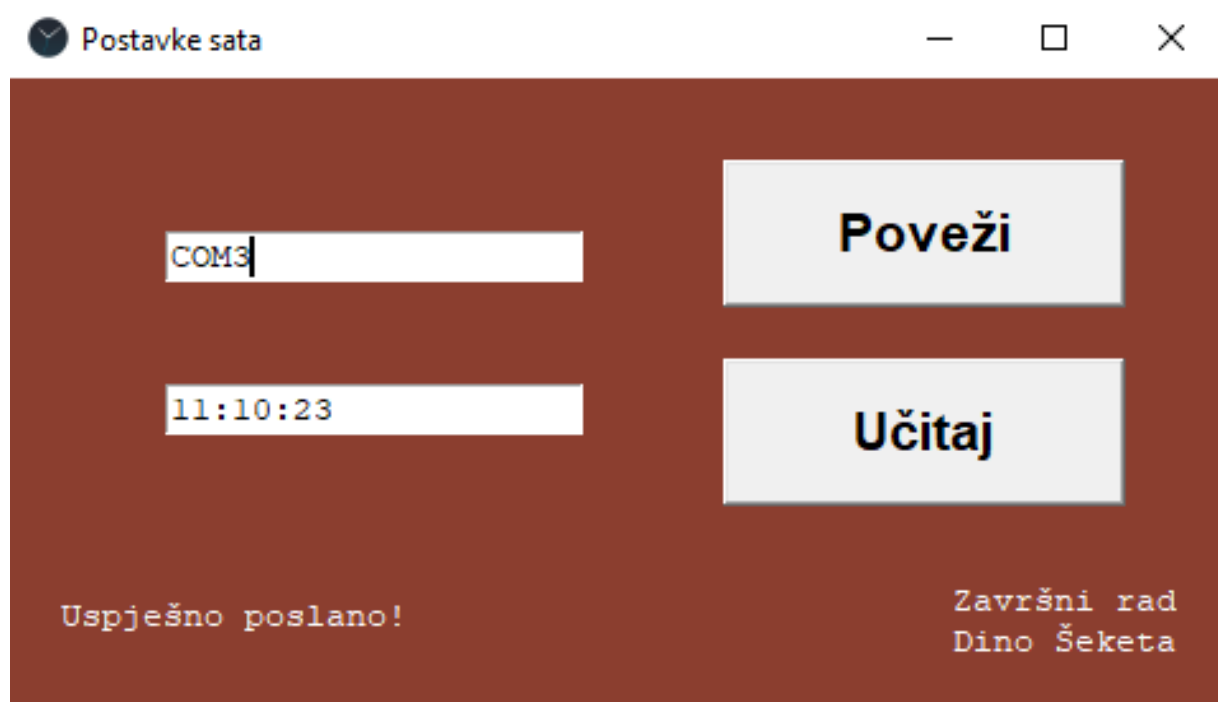 Postavke sata
COM3
Poveži
11:10:23
Učitaj
Uspješno poslano!
Završni rad
Dino Šeketa